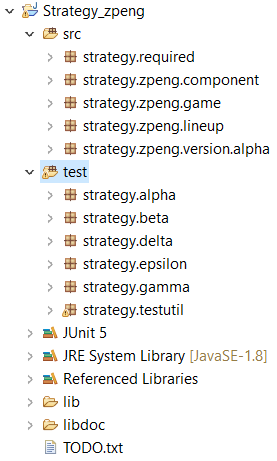 Strategy_zpeng
src
strategy.required
strategy.zpeng.component
strategy.zpeng.game
strategy.zpeng.lineup
strategy.zpeng.version.alpha
test
strategy.alpha
strategy.beta
strategy.delta
strategy.epsilon
strategy.gamma
strategy.testutil
JUnit 5
JRE System Library [JavaSE-1.8]
Referenced Libraries
lib
libdoc
TODO.txt